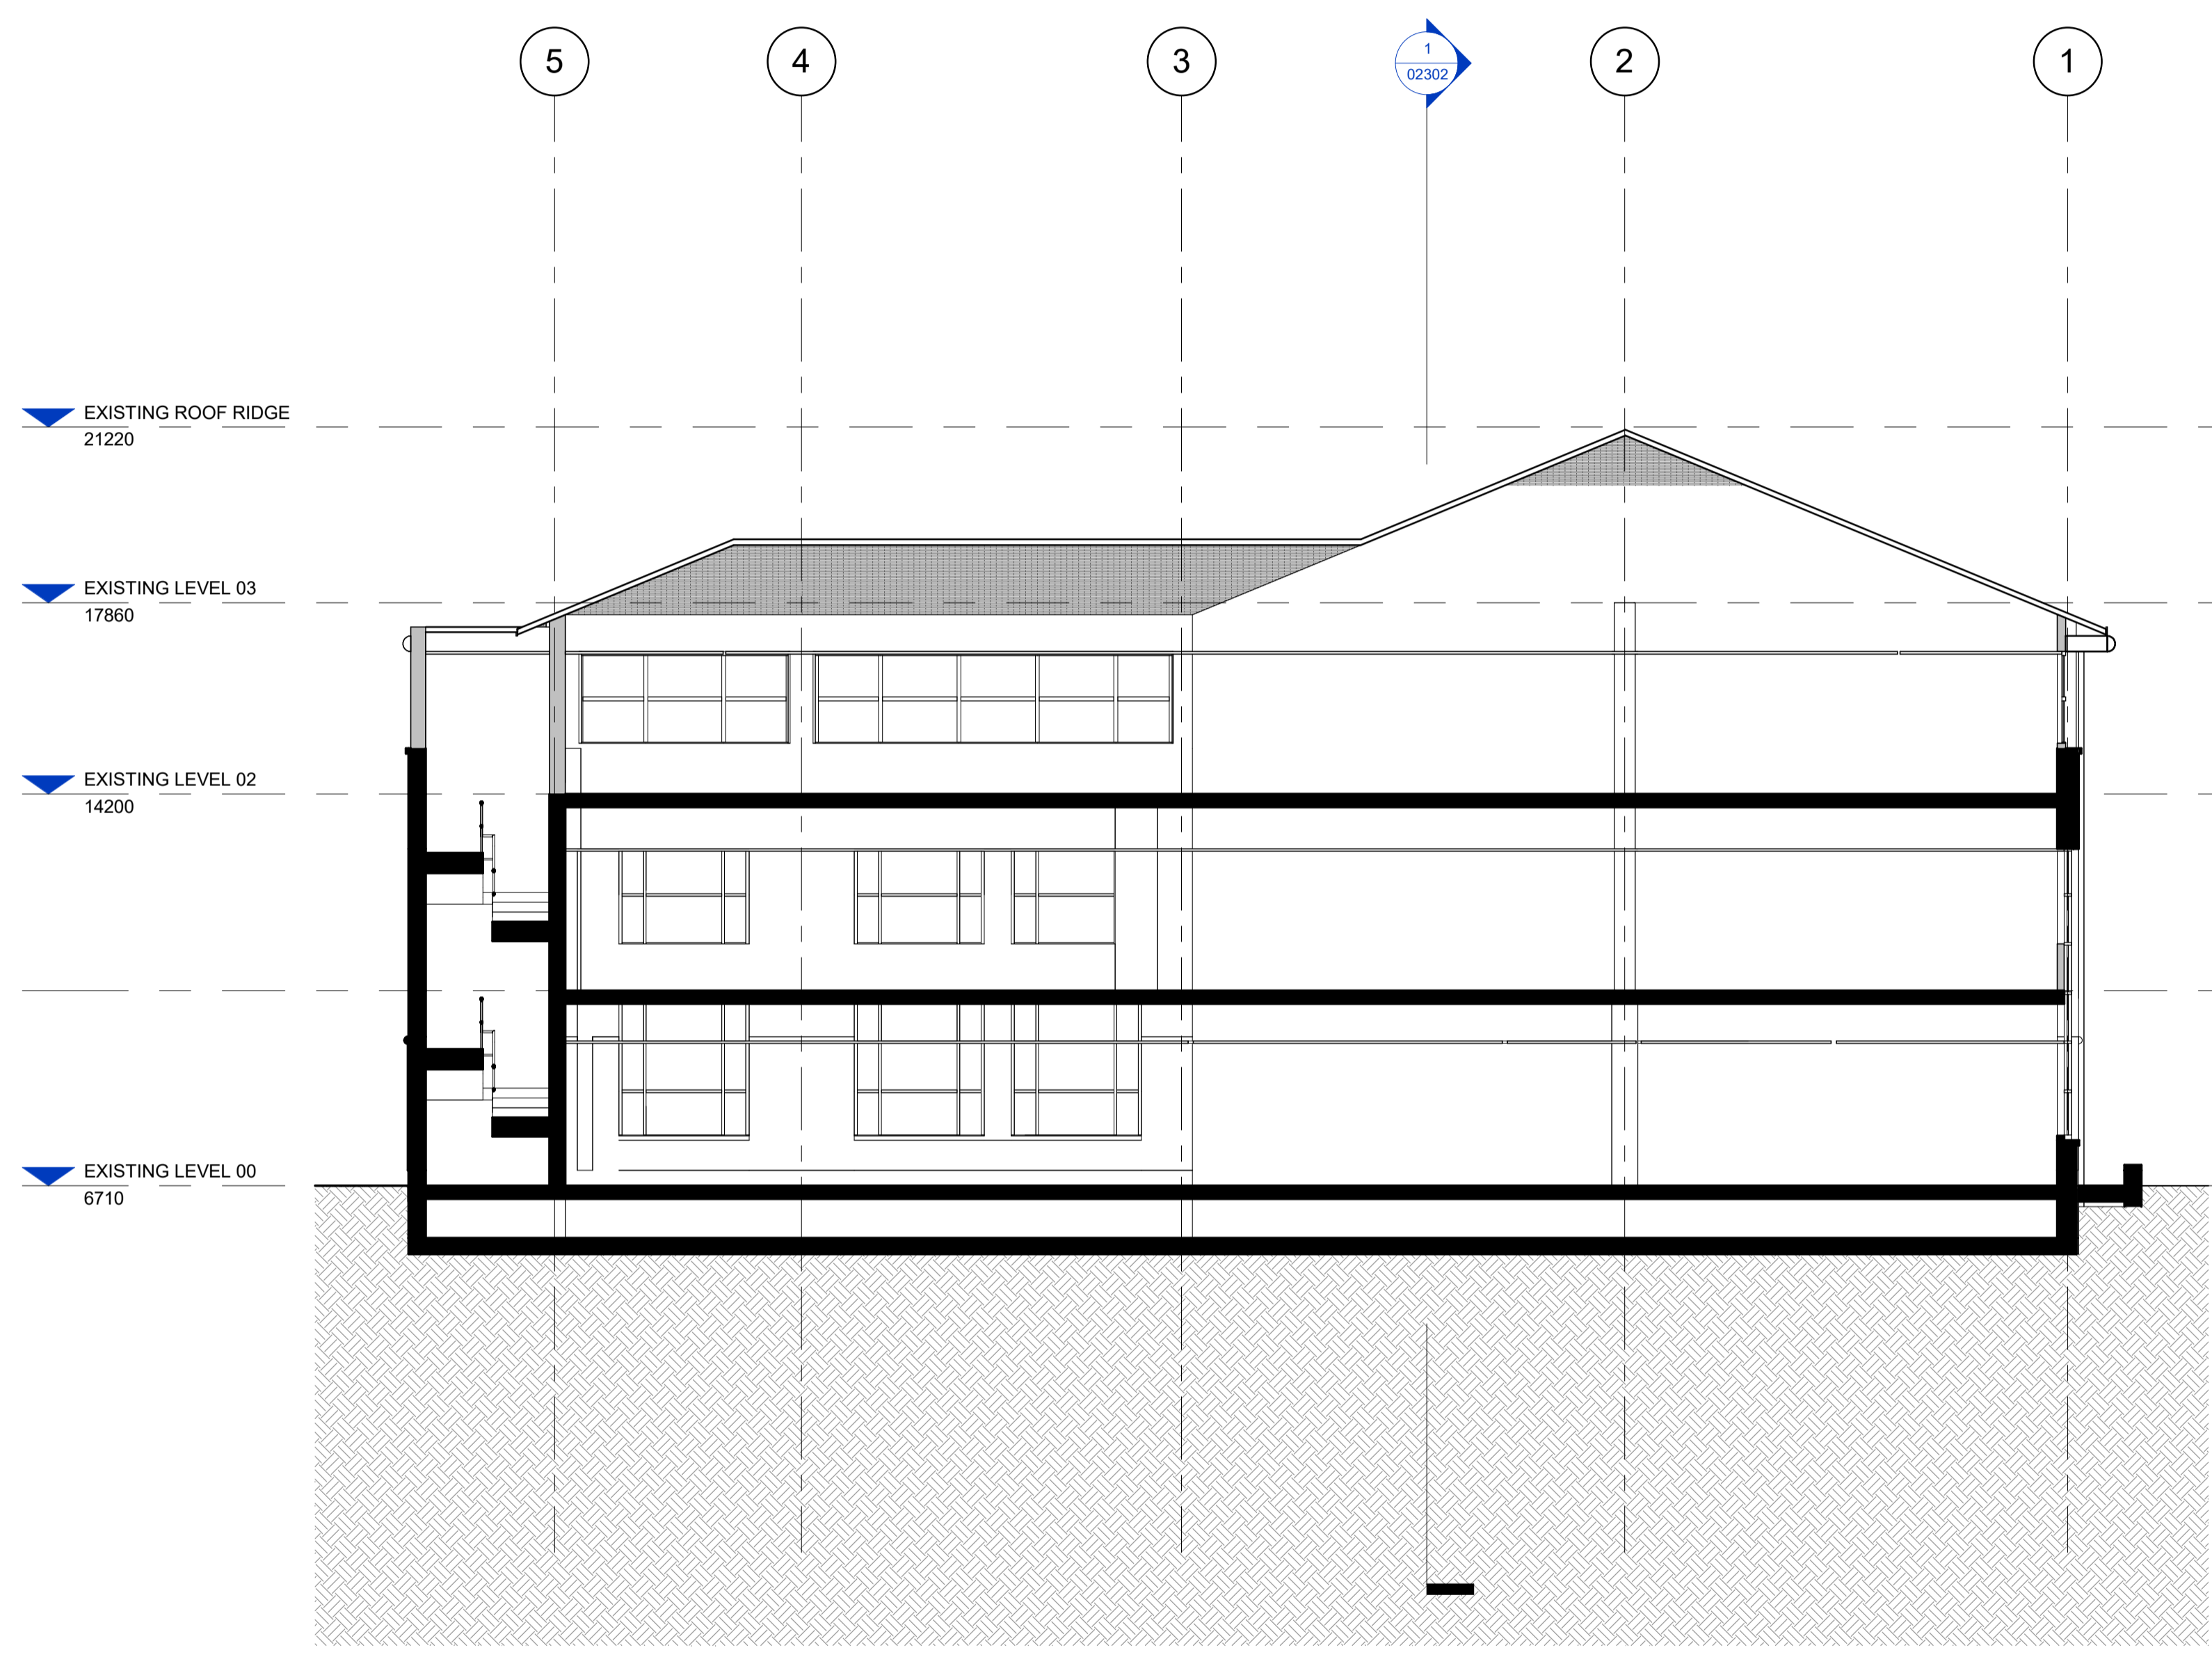 5
4
3
1
02302
2
1
EXISTING ROOF RIDGE
21220
EXISTING LEVEL 03
17860
EXISTING LEVEL 02
14200
EXISTING LEVEL 00
6710